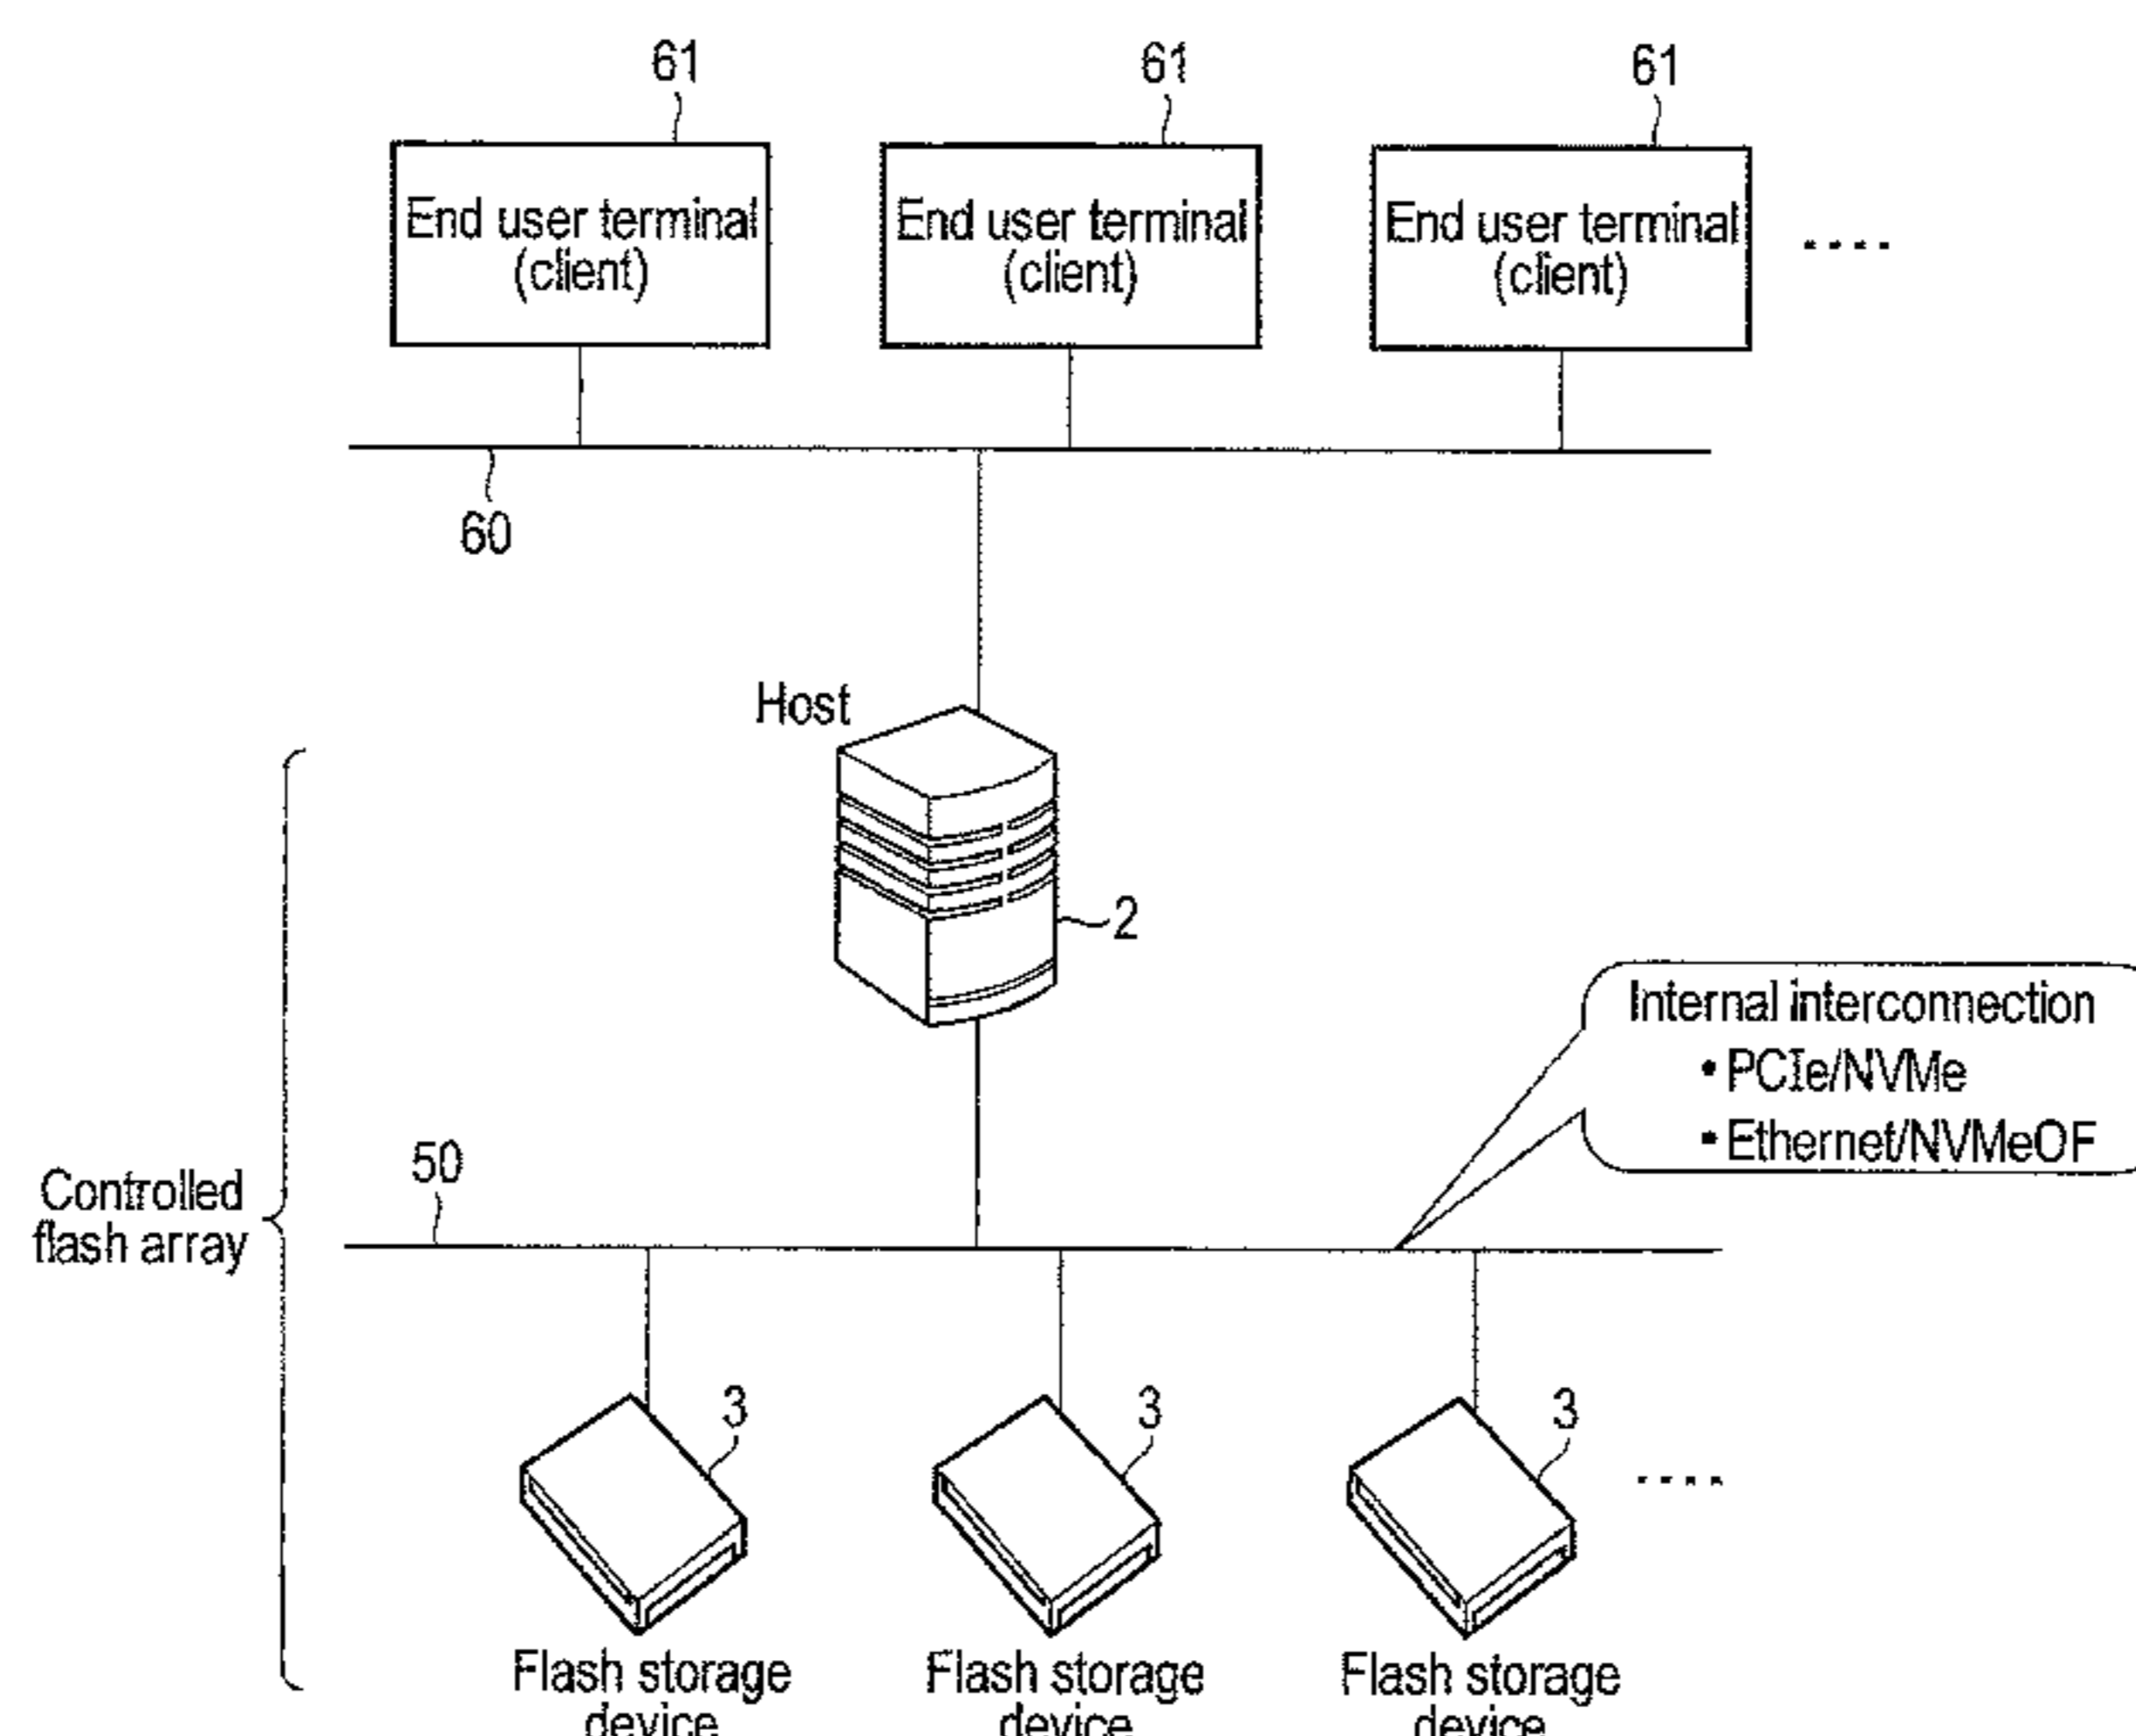 61
61
61
End user terminal
(client)
End user terminal
(client)
End user terminal
(client)
60
Host
2
Internal interconnection
• PCIe/NVMe
• Ethernet/NVMeOF
50
Controlled
flash array
3
3
3
Flash storage
device
Flash storage
device
Flash storage
device